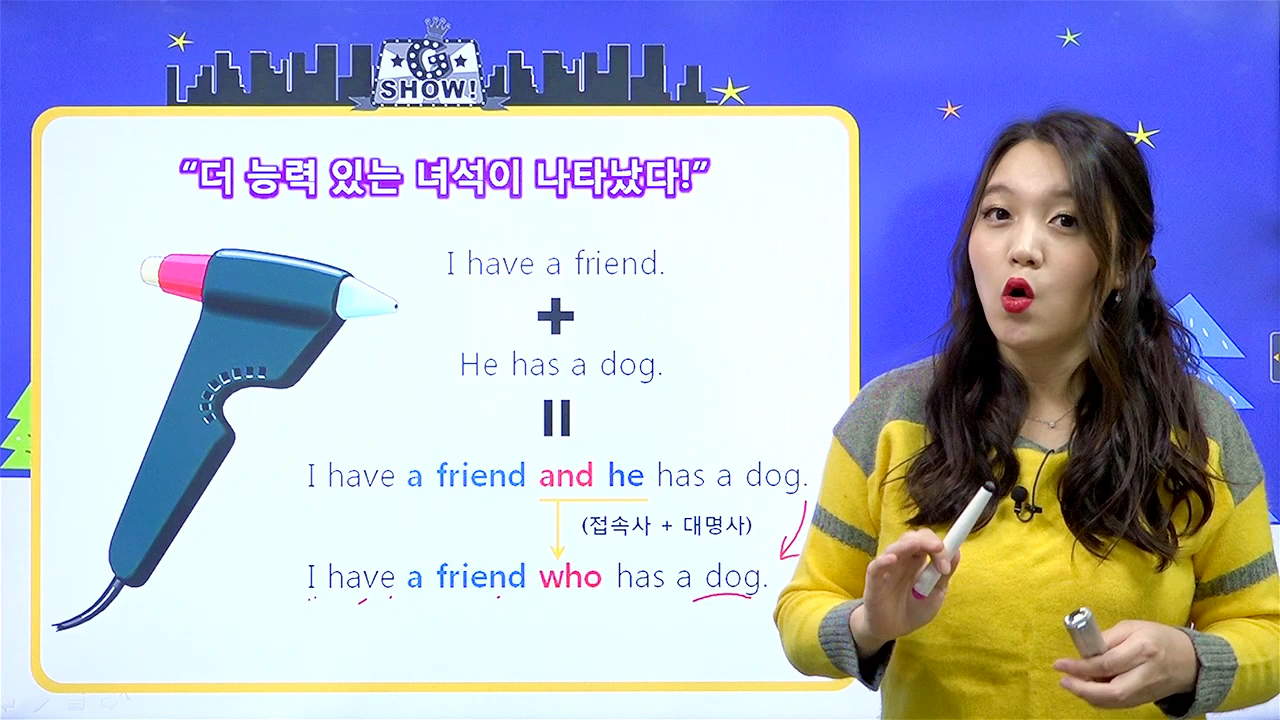 G
SHOW!
“더 능력 있는 녀석이 나타났다!”
I have a friend.
+
He has a dog.
=
I have a friend and he has a dog.
(접속사 + 대명사)
I have a friend who has a dog.